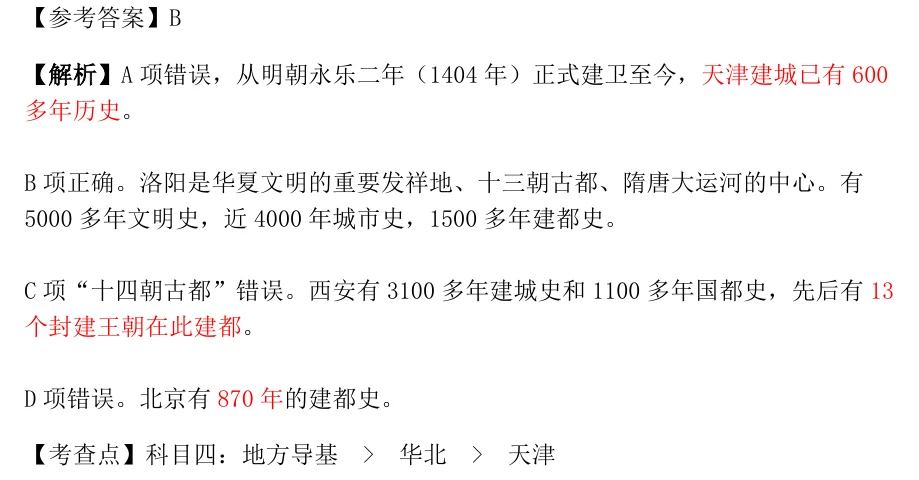 【参考答案】B
【解析】A 项错误，从明朝永乐二年（1404 年）正式建卫至今，天津建城已有 600
多年历史。
B 项正确。洛阳是华夏文明的重要发祥地、十三朝古都、隋唐大运河的中心。有
5000 多年文明史，近 4000 年城市史，1500 多年建都史。
C 项“十四朝古都”错误。西安有 3100 多年建城史和 1100 多年国都史，先后有 13
个封建王朝在此建都。
D 项错误。北京有 870 年的建都史。
【考查点】科目四：地方导基 > 华北 > 天津